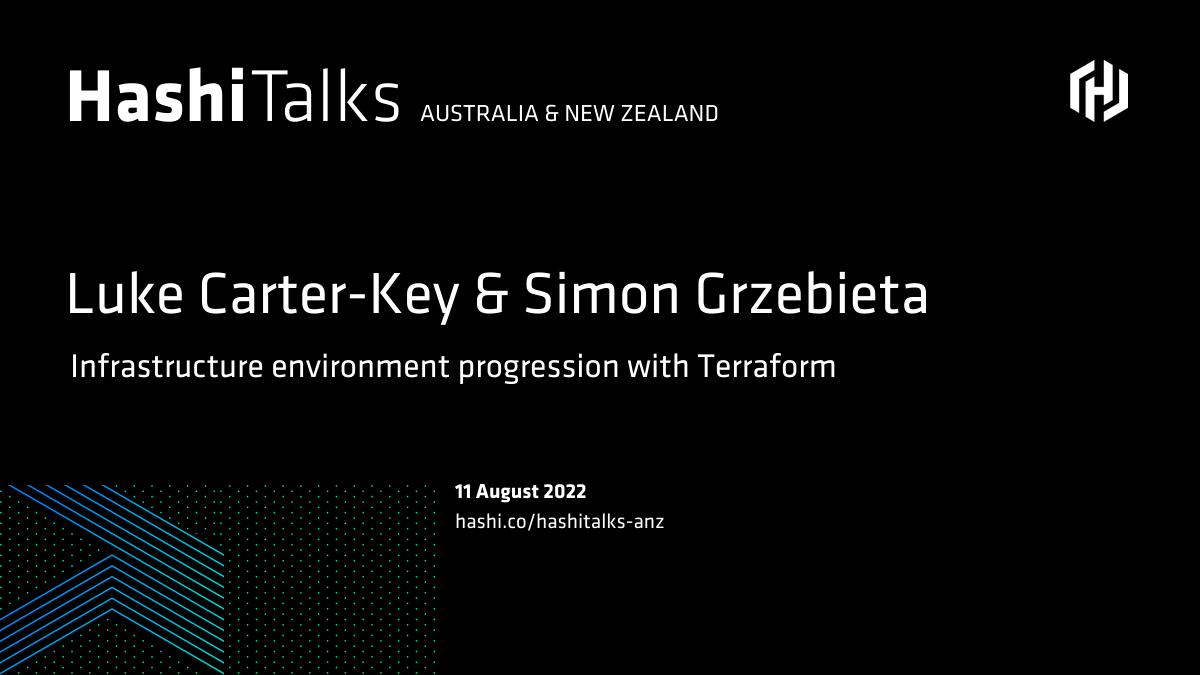 HashiTalks AUSTRALIA & NEW ZEALAND
Luke Carter-Key & Simon Grzebieta
Infrastructure environment progression with Terraform
11 August 2022
hashi.co/hashitalks-anz